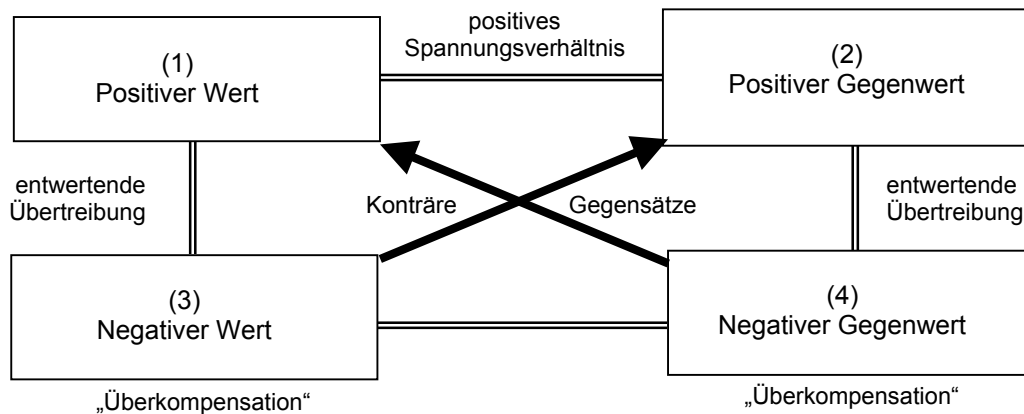 positives
Spannungsverhältnis
(1)
Positiver Wert
(2)
Positiver Gegenwert
entwertende
Übertreibung
Konträre
Gegensätze
entwertende
Übertreibung
(3)
Negativer Wert
(4)
Negativer Gegenwert
„Überkompensation“
„Überkompensation“